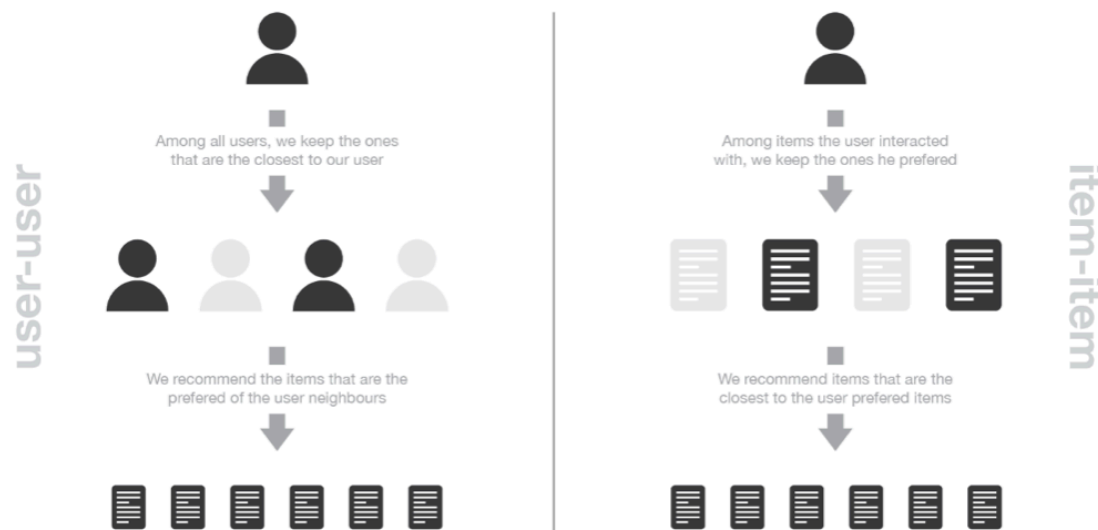 user-user
Among all users, we keep the ones
that are the closest to our user
We recommend the items that are the
prefered of the user neighbours
Among items the user interacted
with, we keep the ones he prefered
We recommend items that are the
closest to the user prefered items
item-item